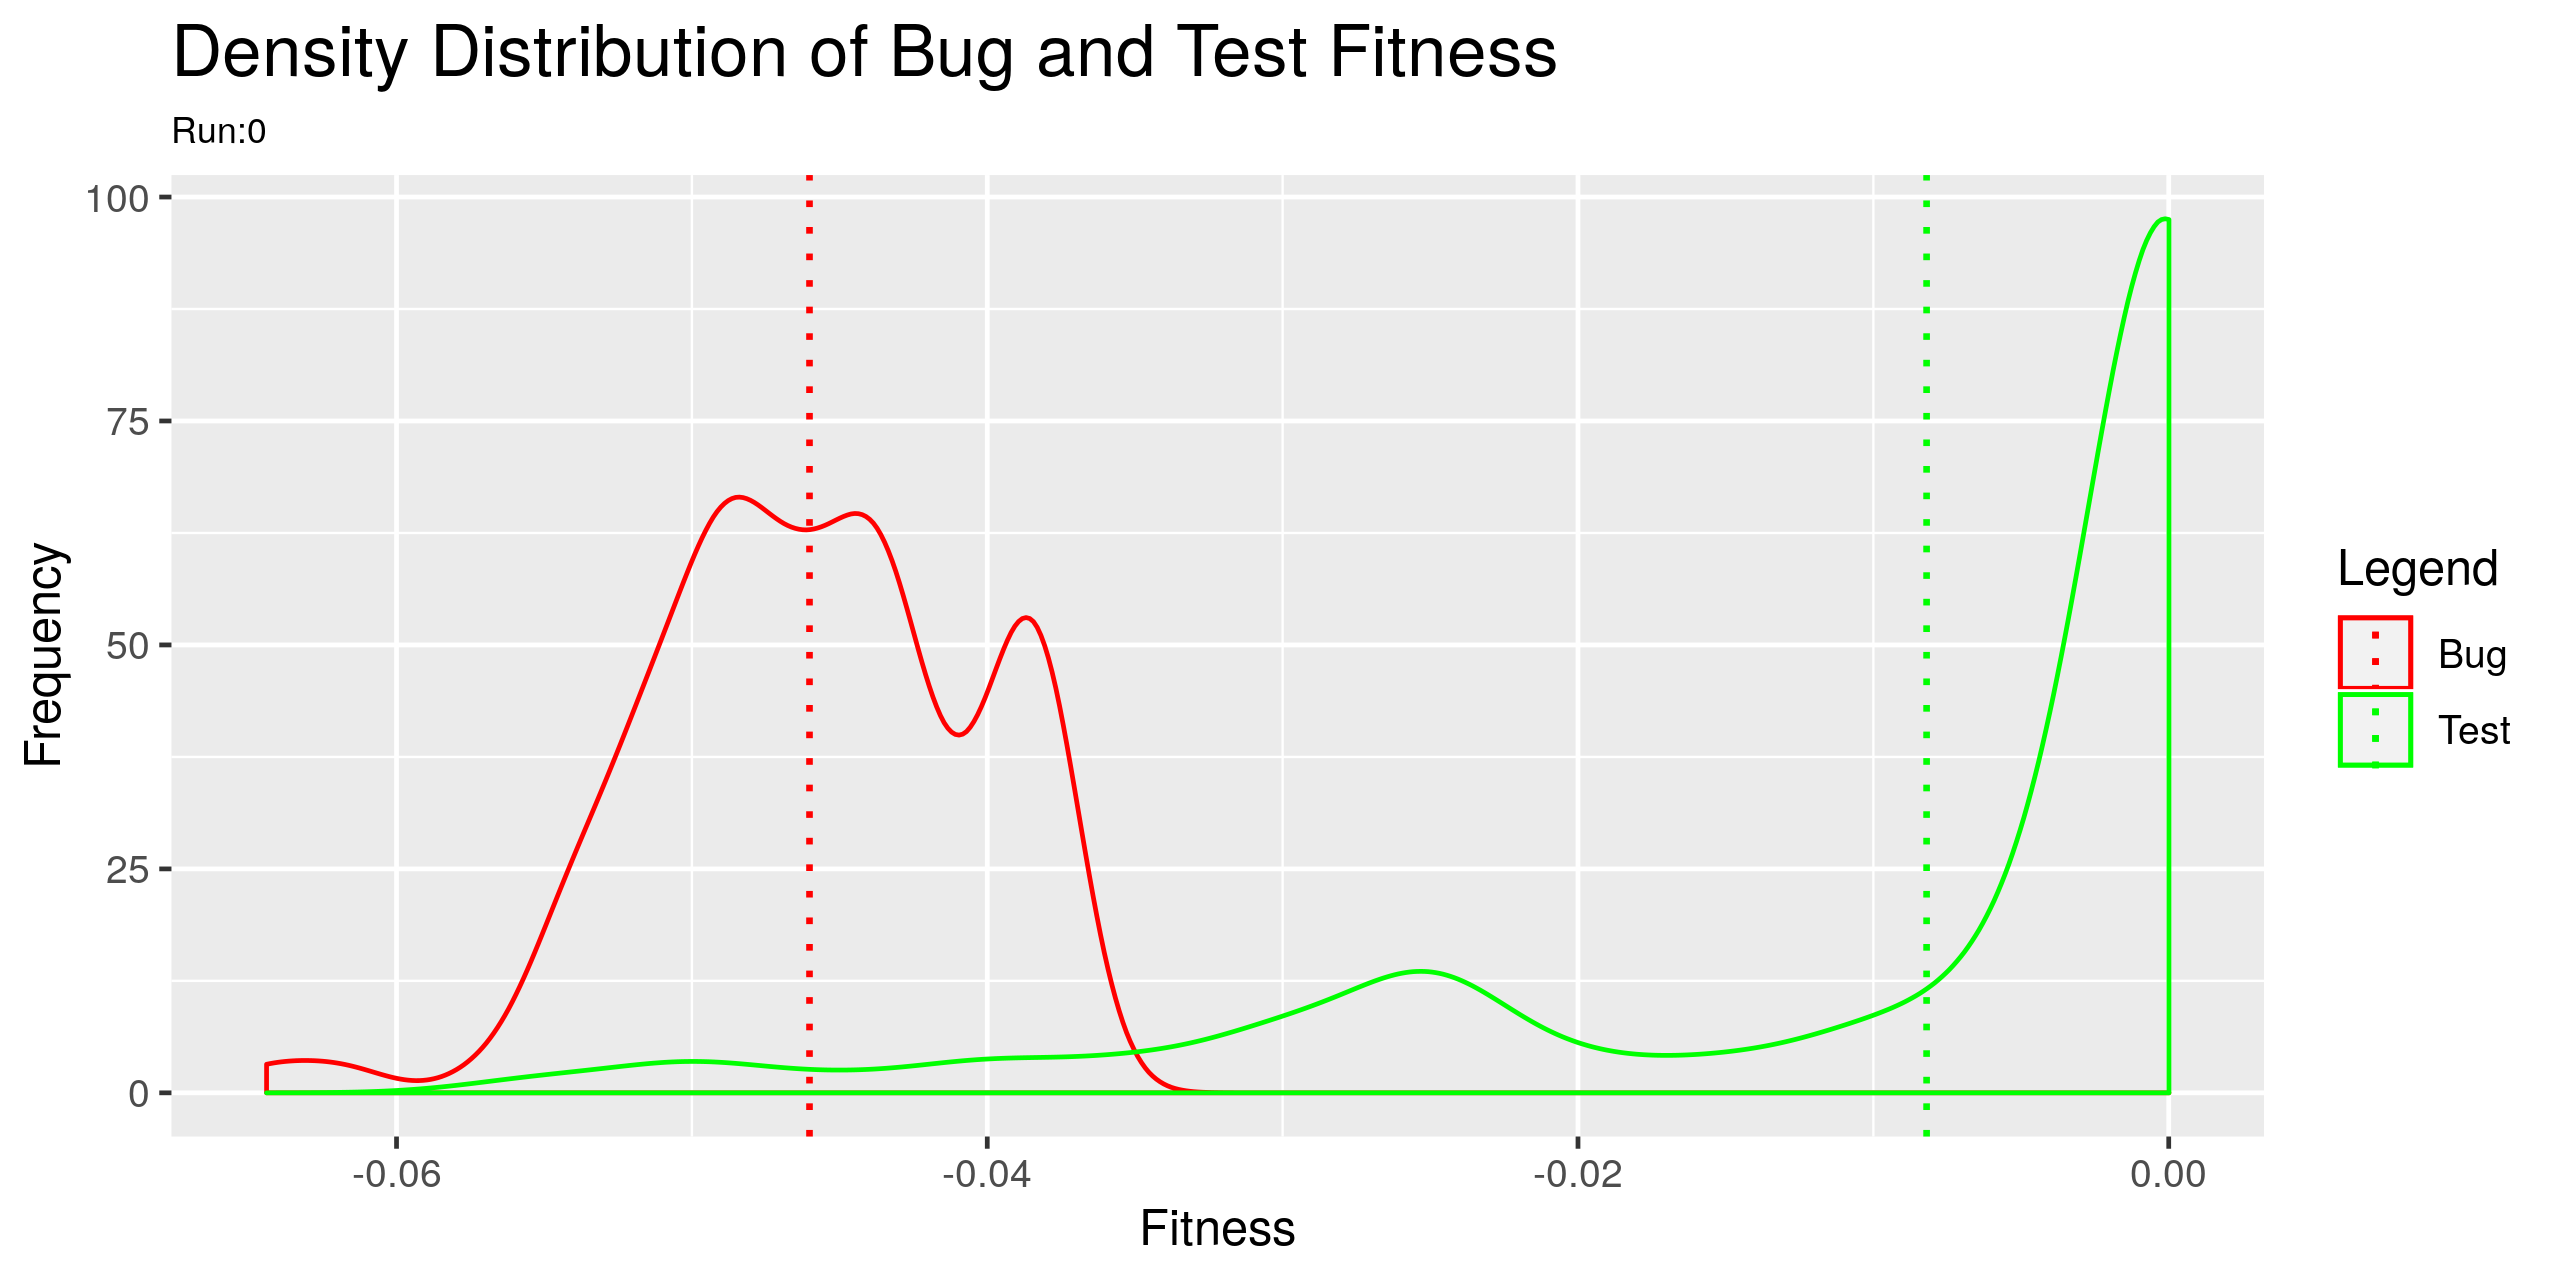 Density Distribution of Bug and Test Fitness
Run:0
100
75
50
25
0
Frequency
-0.06
-0.04
-0.02
0.00
Fitness
Legend
Bug
Test